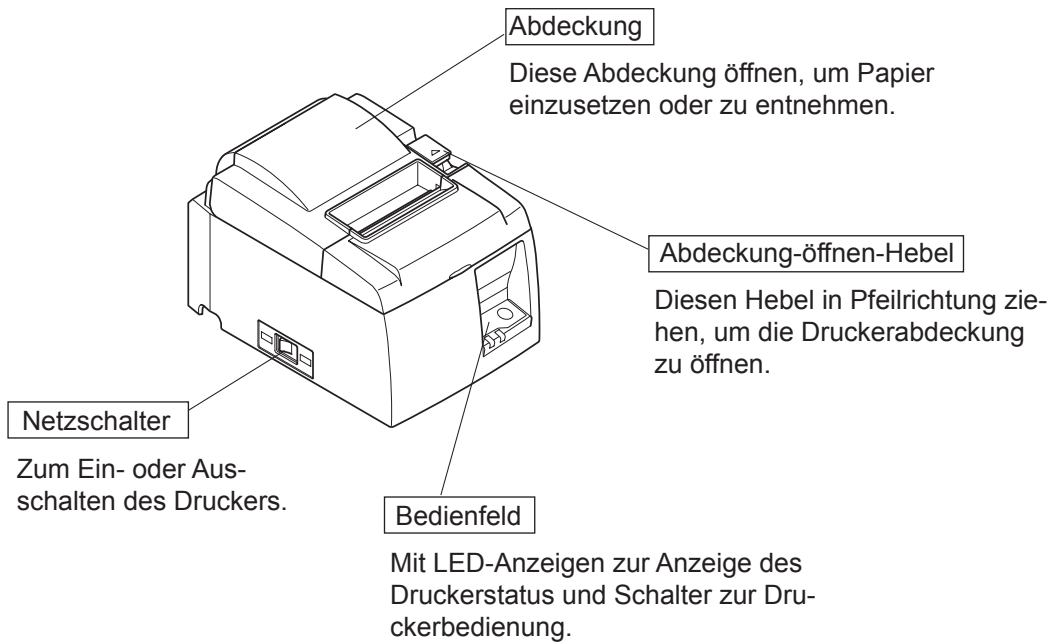 Abdeckung
Diese Abdeckung öffnen, um Papier
einzusetzen oder zu entnehmen.
Abdeckung-öffnen-Hebel
Diesen Hebel in Pfeilrichtung zie-
hen, um die Druckerabdeckung
zu öffnen.
Netzschalter
Zum Ein- oder Aus-
schalten des Druckers.
Bedienfeld
Mit LED-Anzeigen zur Anzeige des
Druckerstatus und Schalter zur Dru-
ckerbedienung.